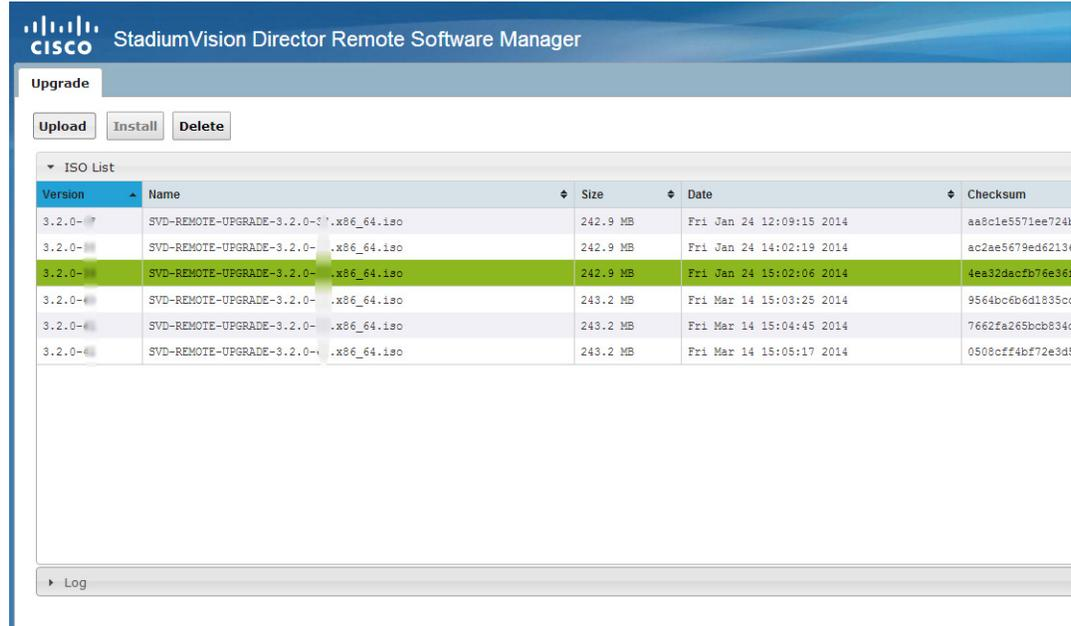 CISCO StadiumVision Director Remote Software Manager
Upgrade
Upload Install Delete
ISO List
Version Name Size Date Checksum
3.2.0- SVD-REMOTE-UPGRADE-3.2.0- .x86_64.iso 242.9 MB Fri Jan 24 12:09:15 2014 aa8c1e5571ee724
3.2.0- SVD-REMOTE-UPGRADE-3.2.0- .x86_64.iso 242.9 MB Fri Jan 24 14:02:19 2014 ac2ae5679ed6213
3.2.0- SVD-REMOTE-UPGRADE-3.2.0- .x86_64.iso 242.9 MB Fri Jan 24 15:02:06 2014 4ea32dacfb76e36
3.2.0- SVD-REMOTE-UPGRADE-3.2.0- .x86_64.iso 243.2 MB Fri Mar 14 15:03:25 2014 9564bc6b6d1835c
3.2.0- SVD-REMOTE-UPGRADE-3.2.0- .x86_64.iso 243.2 MB Fri Mar 14 15:04:45 2014 7662fa265bcb834
3.2.0- SVD-REMOTE-UPGRADE-3.2.0- .x86_64.iso 243.2 MB Fri Mar 14 15:05:17 2014 0508cff4bf72e3d
Log